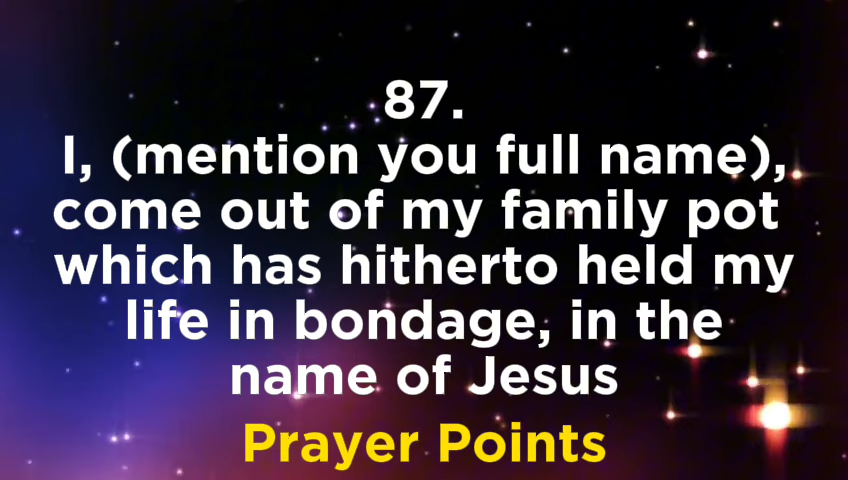 87.
I, (mention you full name),
come out of my family pot
which has hitherto held my
life in bondage, in the
name of Jesus
Prayer Points